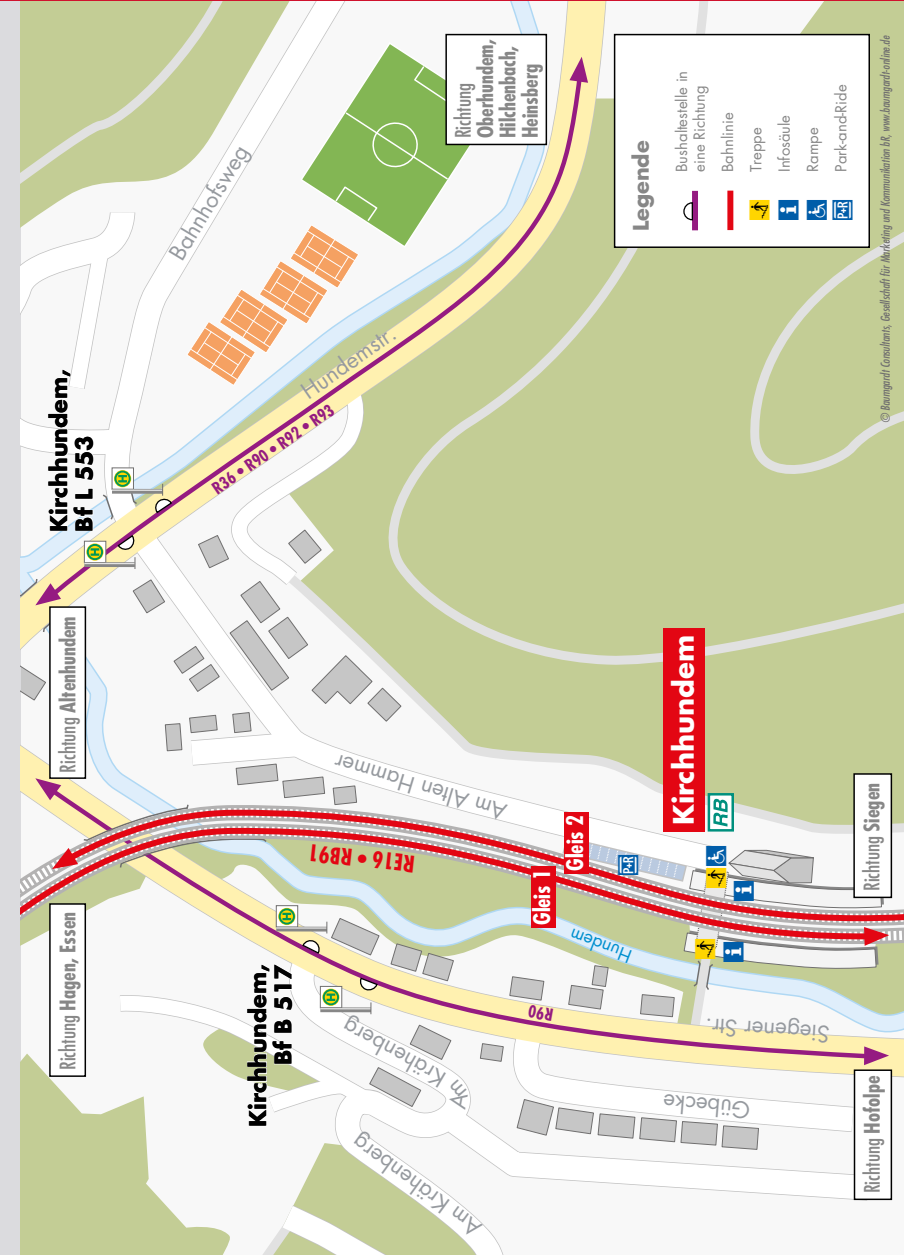 Richtung
Oberhundem,
Hilchenbach,
Heinsberg
Bahnhofsweg
Kirchhundem,
Bf L 553
H
H
Hundemstr.
R36 • R90 • R92 • R93
Richtung Altenhundem
Richtung Hagen, Essen
Am Alten Hammer
RE16 • RB91
Gleis 1
Gleis 2
P+R
Kirchhundem
RB
i
i
Hundem
Richtung Siegen
Kirchhundem,
Bf B 517
H
H
R90
Siegener Str.
Am Krähenberg
Am Krähenberg
Gübecke
Richtung Hofolpe
Legende
Bushaltestelle in
eine Richtung
Bahnlinie
Treppe
i Infosäule
Rampe
P+R Park-and-Ride
© Baumgardt Consultants, Gesellschaft für Marketing und Kommunikation bR, www.baumgardt-online.de